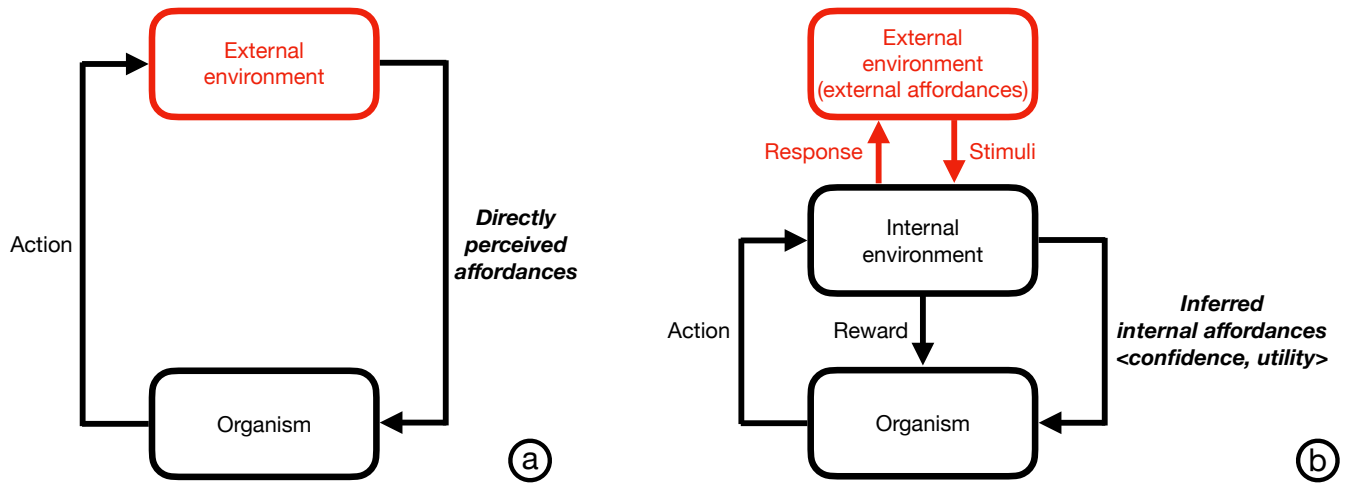 External
environment
Action
Directly
perceived
affordances
Organism
a
External
environment
(external affordances)
Response
Stimuli
Internal
environment
Action
Reward
Inferred
internal affordances
<confidence, utility>
Organism
b